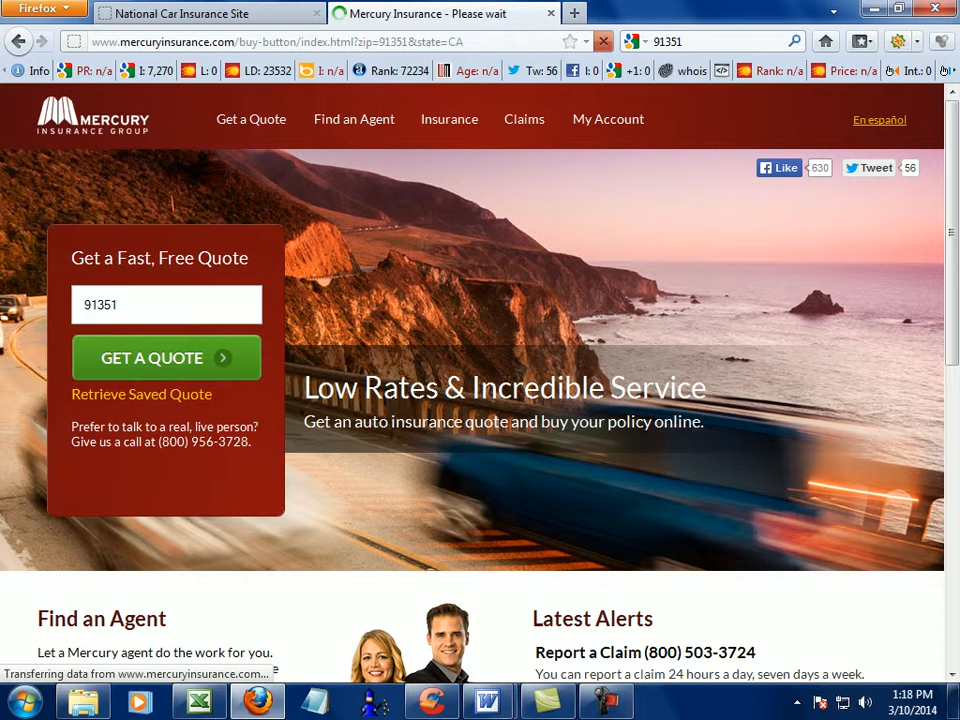 Firefox
National Car Insurance Site
Mercury Insurance - Please wait
www.mercuryinsurance.com/buy-button/index.html?zip=91351&state=CA
91351
Info PR: n/a I: 7,270 L: 0 LD: 23532 I: n/a Rank: 72234 Age: n/a Tw: 56 I: 0 +1: 0 whois Rank: n/a Price: n/a Int.: 0
MERCURY
INSURANCE GROUP
Get a Quote Find an Agent Insurance Claims My Account
En español
Like 630 Tweet 56
Get a Fast, Free Quote
91351
GET A QUOTE
Retrieve Saved Quote
Prefer to talk to a real, live person?
Give us a call at (800) 956-3728.
Low Rates & Incredible Service
Get an auto insurance quote and buy your policy online.
Find an Agent
Let a Mercury agent do the work for you.
Latest Alerts
Report a Claim (800) 503-3724
You can report a claim 24 hours a day, seven days a week.
Transferring data from www.mercuryinsurance.com...
1:18 PM
3/10/2014